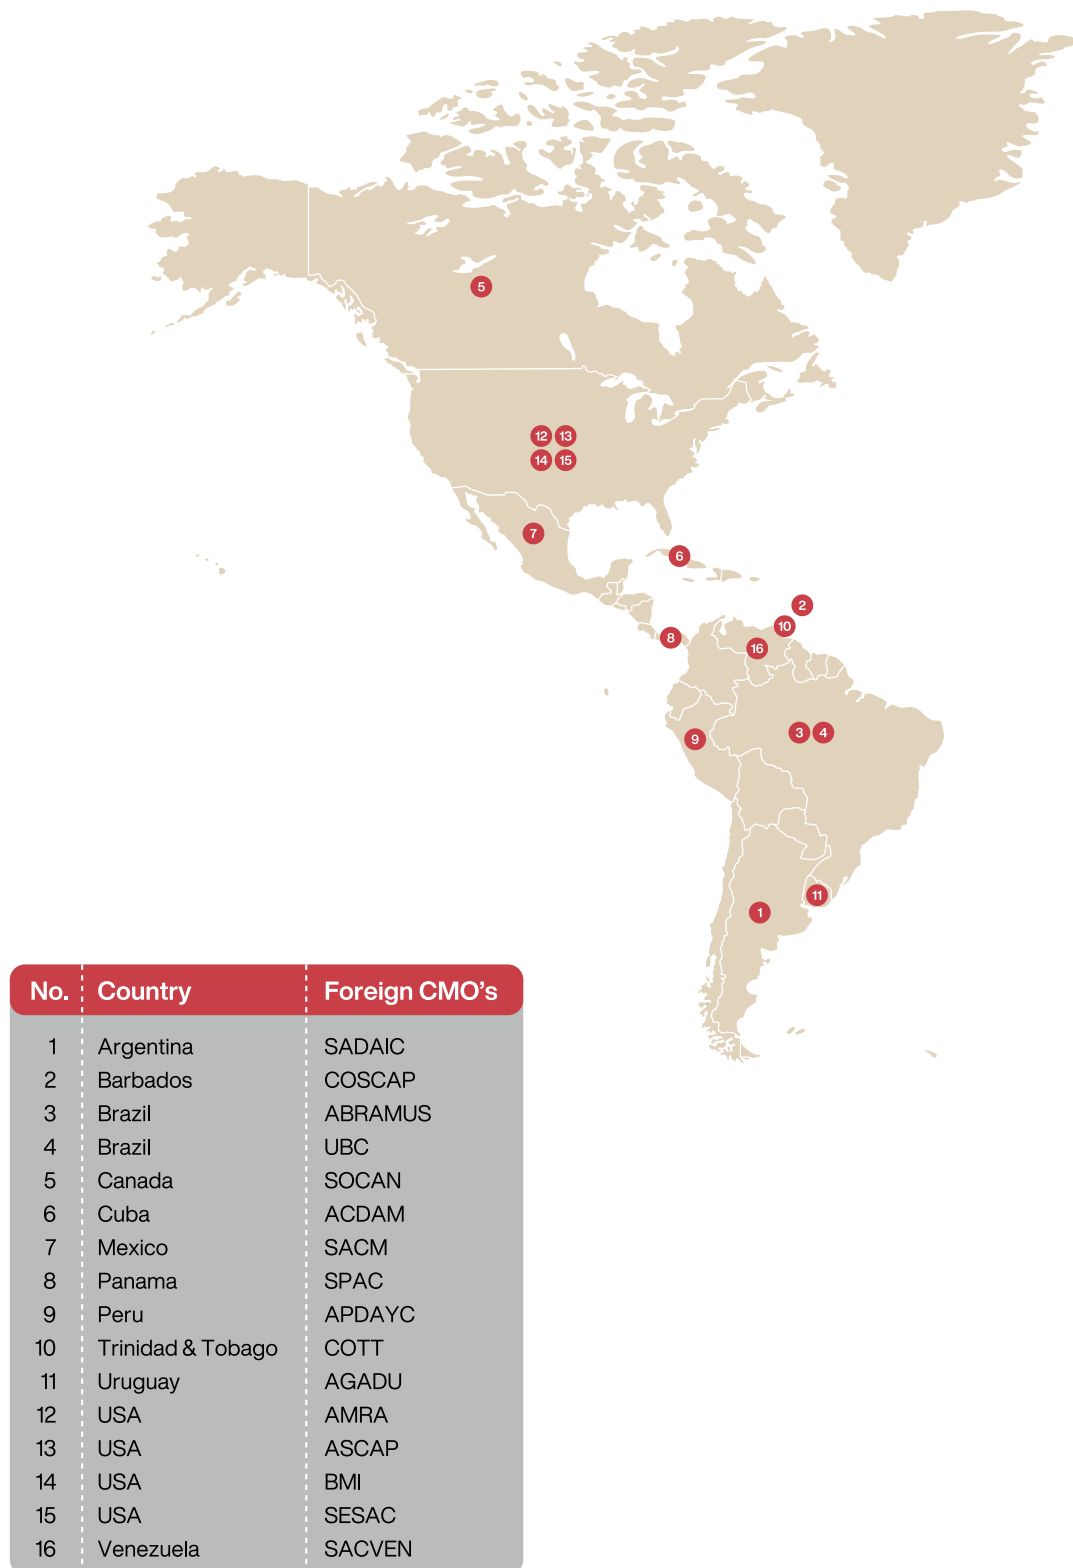 5
12 13
14 15
7
6
2
10
8
16
3 4
9
11
1
No. Country Foreign CMO's
1 Argentina SADAIC
2 Barbados COSCAP
3 Brazil ABRAMUS
4 Brazil UBC
5 Canada SOCAN
6 Cuba ACDAM
7 Mexico SACM
8 Panama SPAC
9 Peru APDAYC
10 Trinidad & Tobago COTT
11 Uruguay AGADU
12 USA AMRA
13 USA ASCAP
14 USA BMI
15 USA SESAC
16 Venezuela SACVEN